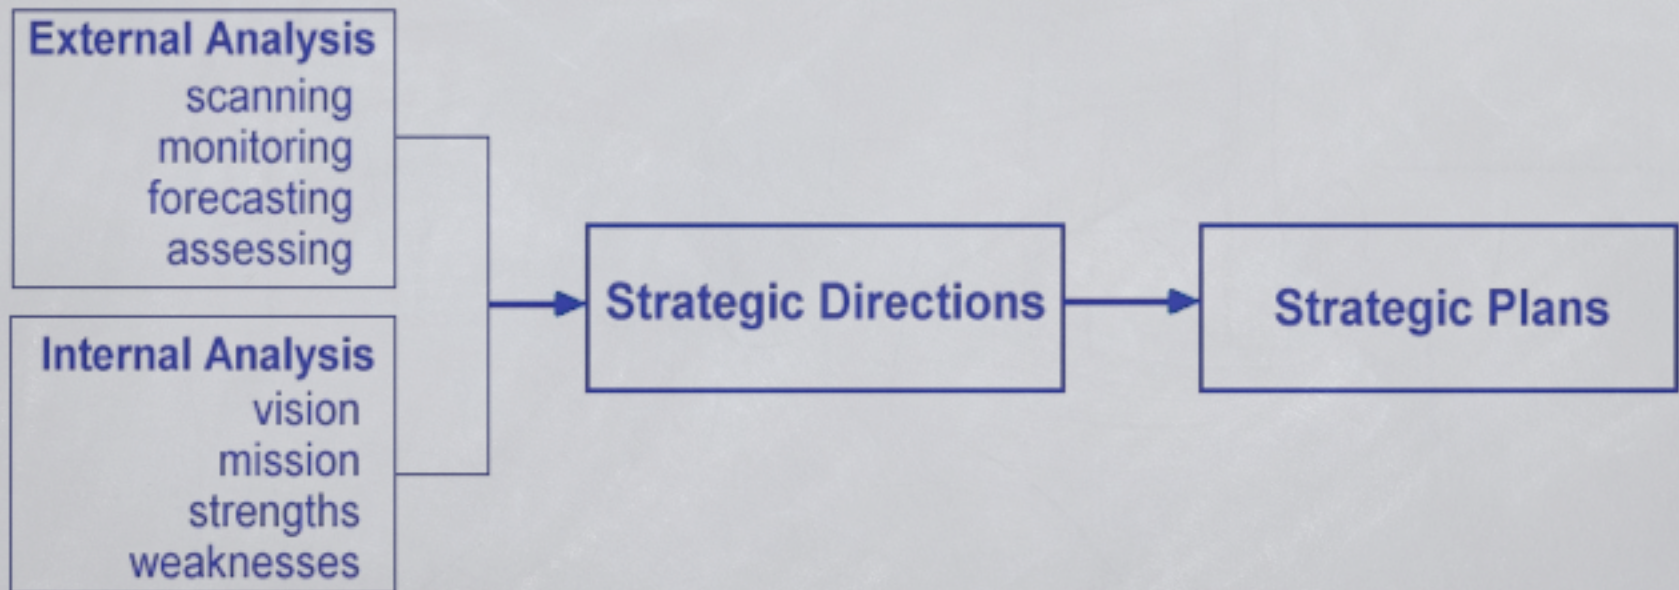 External Analysis
scanning
monitoring
forecasting
assessing
Internal Analysis
vision
mission
strengths
weaknesses
Strategic Directions
Strategic Plans